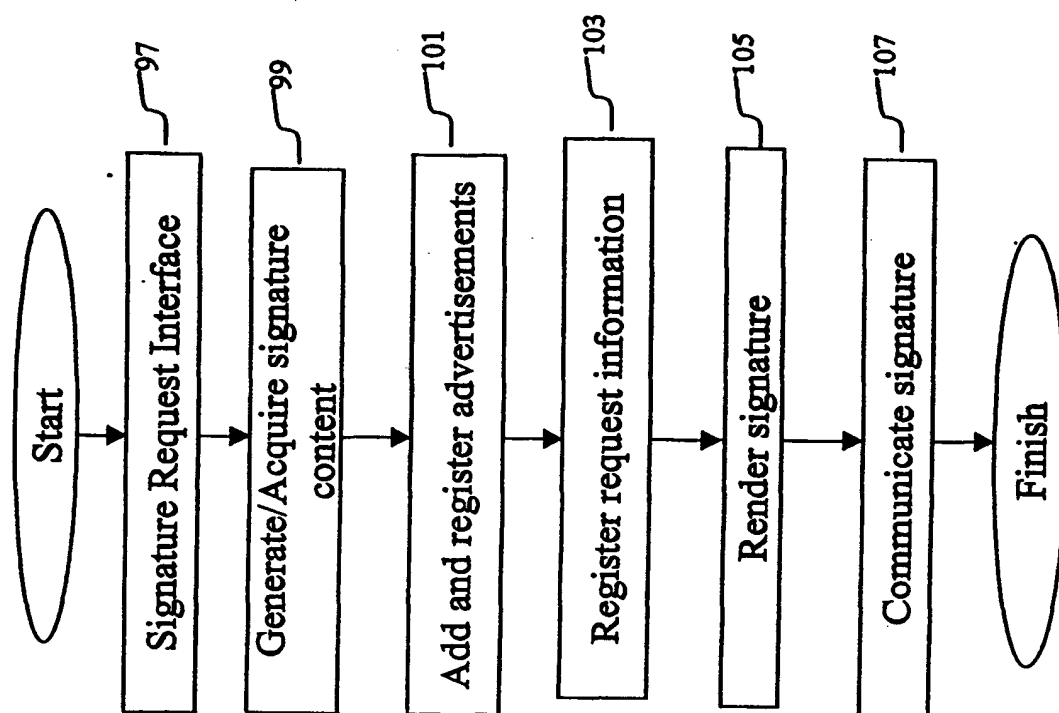 Start
Signature Request Interface
97
Generate/Acquire signature
content
99
Add and register advertisements
101
Register request information
103
Render signature
105
Communicate signature
107
Finish